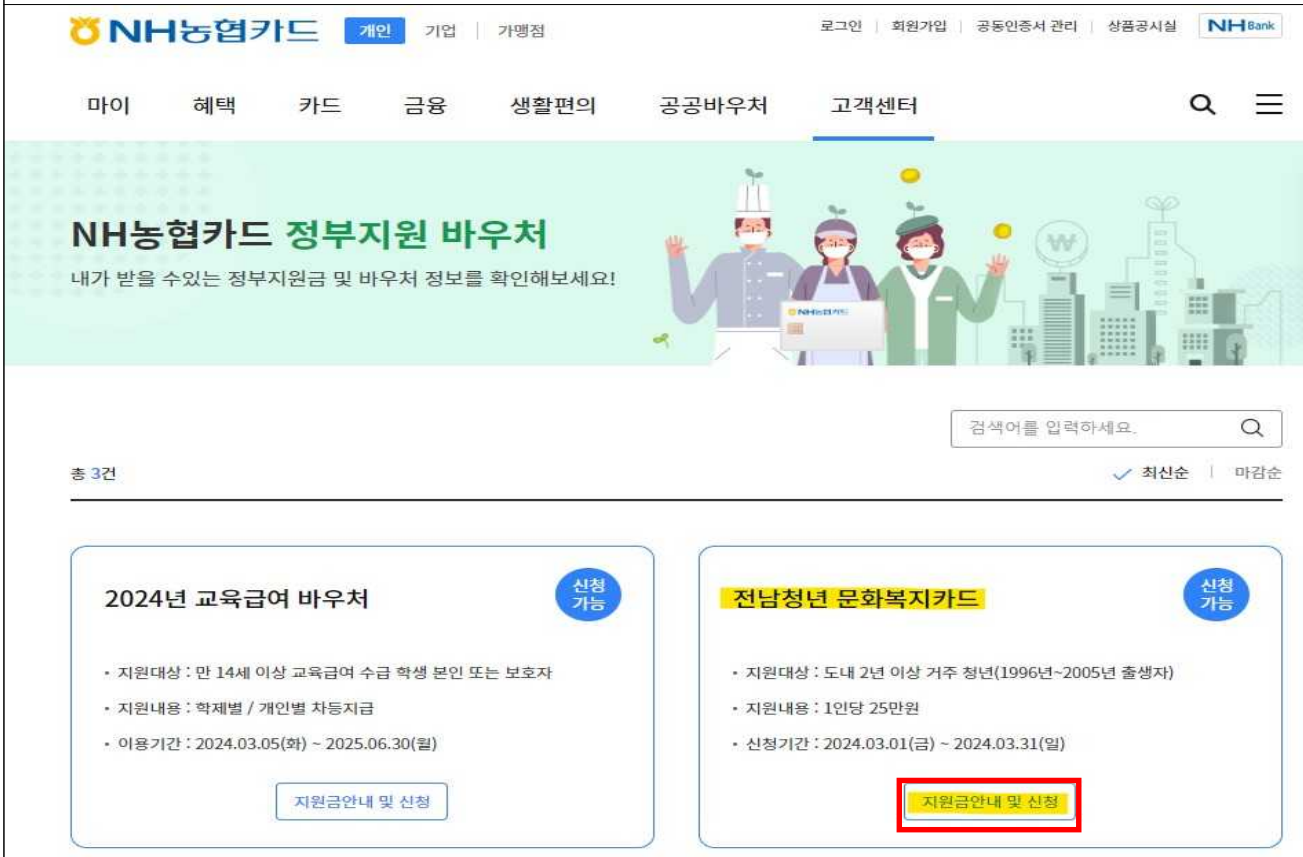 NH농협카드 개인 기업 가맹점 로그인 회원가입 공동인증서 관리 상품공시실 NHBank
마이 혜택 카드 금융 생활편의 공공바우처 고객센터
NH농협카드 정부지원 바우처
내가 받을 수있는 정부지원금 및 바우처 정보를 확인해보세요!
NH농협카드
검색어를 입력하세요.
총 3건 최신순 마감순
2024년 교육급여 바우처
신청
가능
• 지원대상 : 만 14세 이상 교육급여 수급 학생 본인 또는 보호자
• 지원내용 : 학제별 / 개인별 차등지급
• 이용기간 : 2024.03.05(화) ~ 2025.06.30(월)
지원금안내 및 신청
전남청년 문화복지카드
신청
가능
• 지원대상 : 도내 2년 이상 거주 청년(1996년~2005년 출생자)
• 지원내용 : 1인당 25만원
• 신청기간 : 2024.03.01(금) ~ 2024.03.31(일)
지원금안내 및 신청